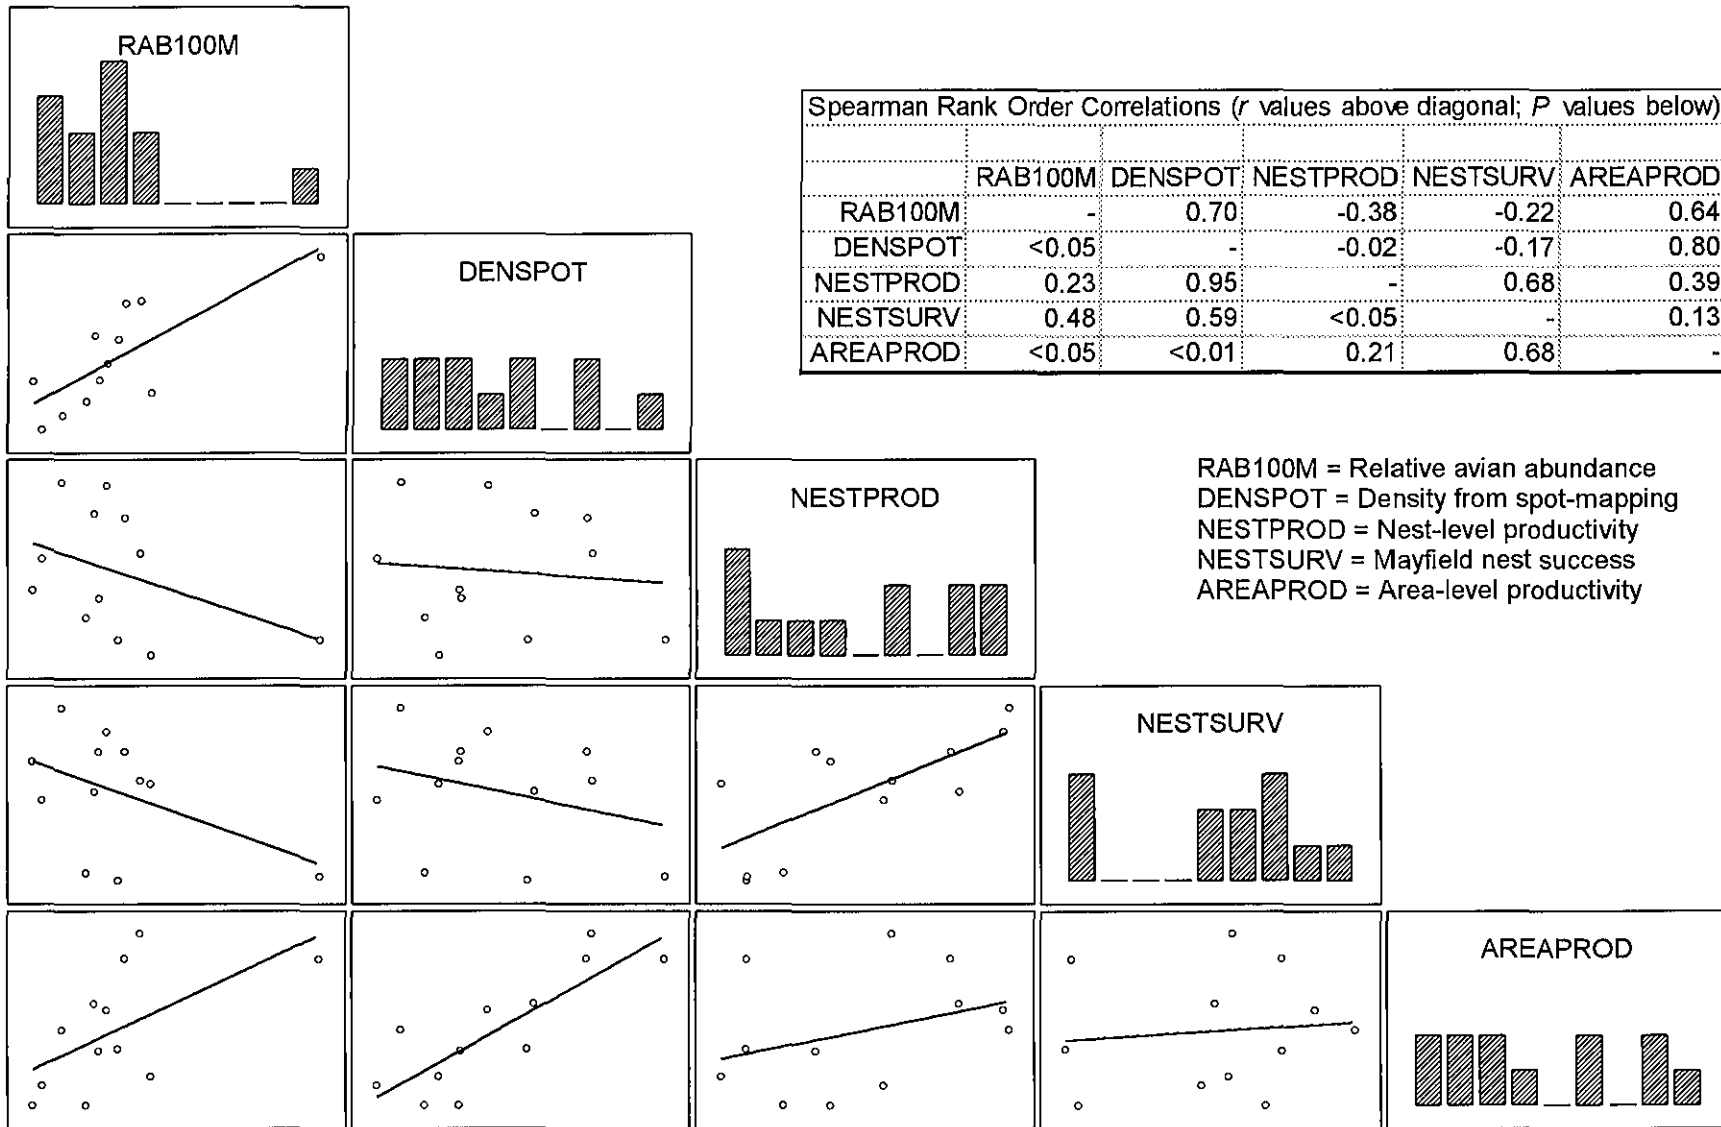 RAB100M
Spearman Rank Order Correlations (r values above diagonal; P values below)
RAB100M DENSPOT NESTPROD NESTSURV AREAPROD
RAB100M - 0.70 -0.38 -0.22 0.64
DENSPOT <0.05 - -0.02 -0.17 0.80
NESTPROD 0.23 0.95 - 0.68 0.39
NESTSURV 0.48 0.59 <0.05 - 0.13
AREAPROD <0.05 <0.01 0.21 0.68 -
DENSPOT
RAB100M = Relative avian abundance
DENSPOT = Density from spot-mapping
NESTPROD = Nest-level productivity
NESTSURV = Mayfield nest success
AREAPROD = Area-level productivity
NESTPROD
NESTSURV
AREAPROD